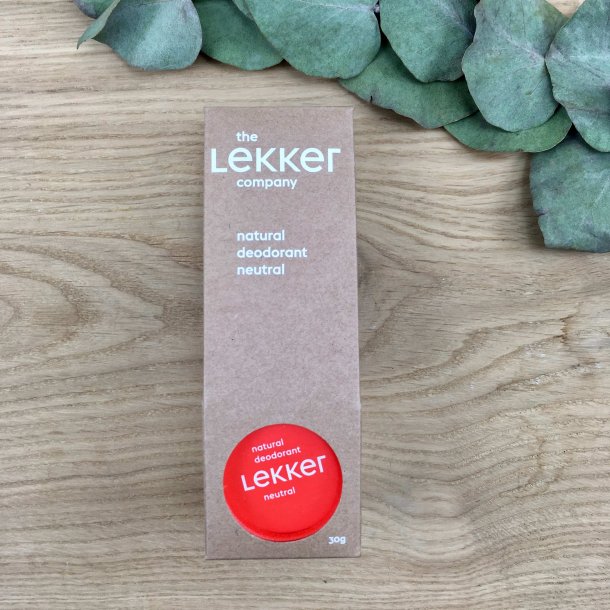 the
LEKKER
company
natural
deodorant
neutral
natural
deodorant
LEKKER
neutral
30g